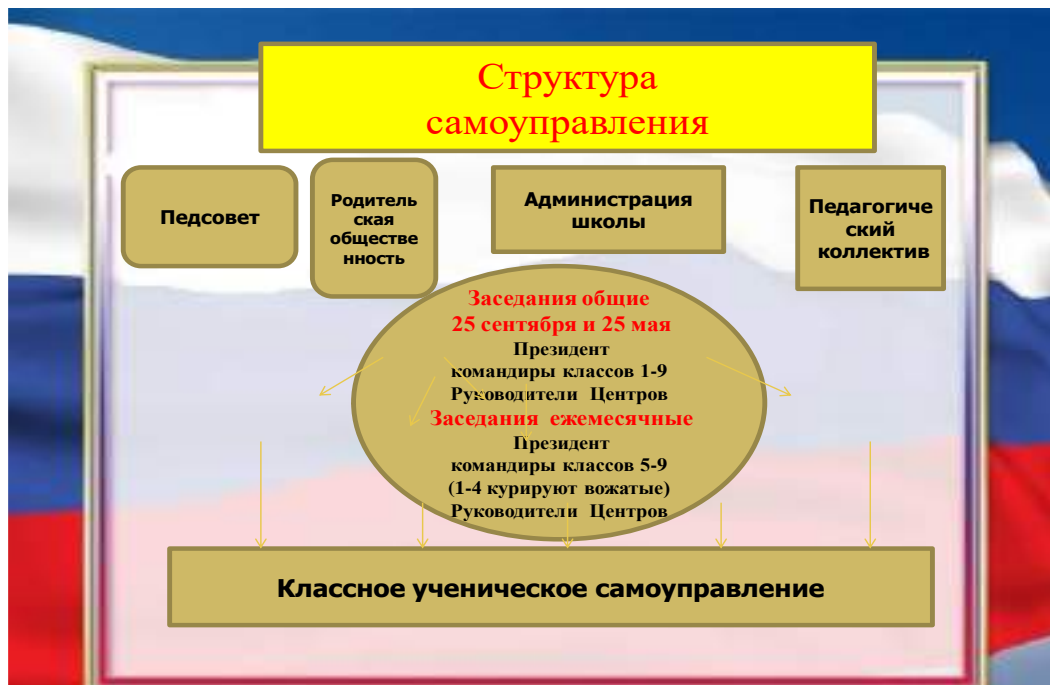 Структура
самоуправления
Педсовет
Родитель
ская
обществе
нность
Администрация
школы
Педагогиче
ский
коллектив
Заседания общие
25 сентября и 25 мая
Президент
командиры классов 1-9
Руководители Центров
Заседания ежемесячные
Президент
командиры классов 5-9
(1-4 курируют вожатые)
Руководители Центров
Классное ученическое самоуправление